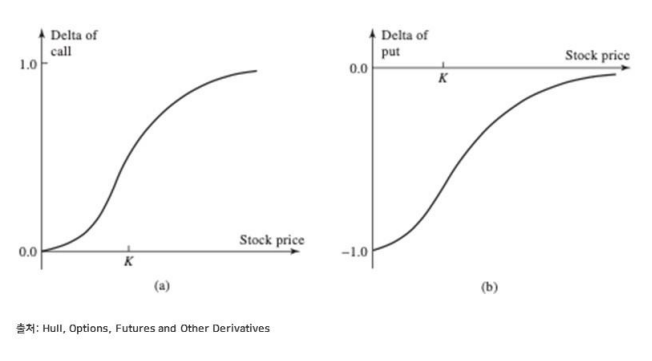 Delta of
call
1.0
0.0
K
Stock price
(a)
Delta of
put
Stock price
0.0
K
−1.0
(b)
출처: Hull, Options, Futures and Other Derivatives